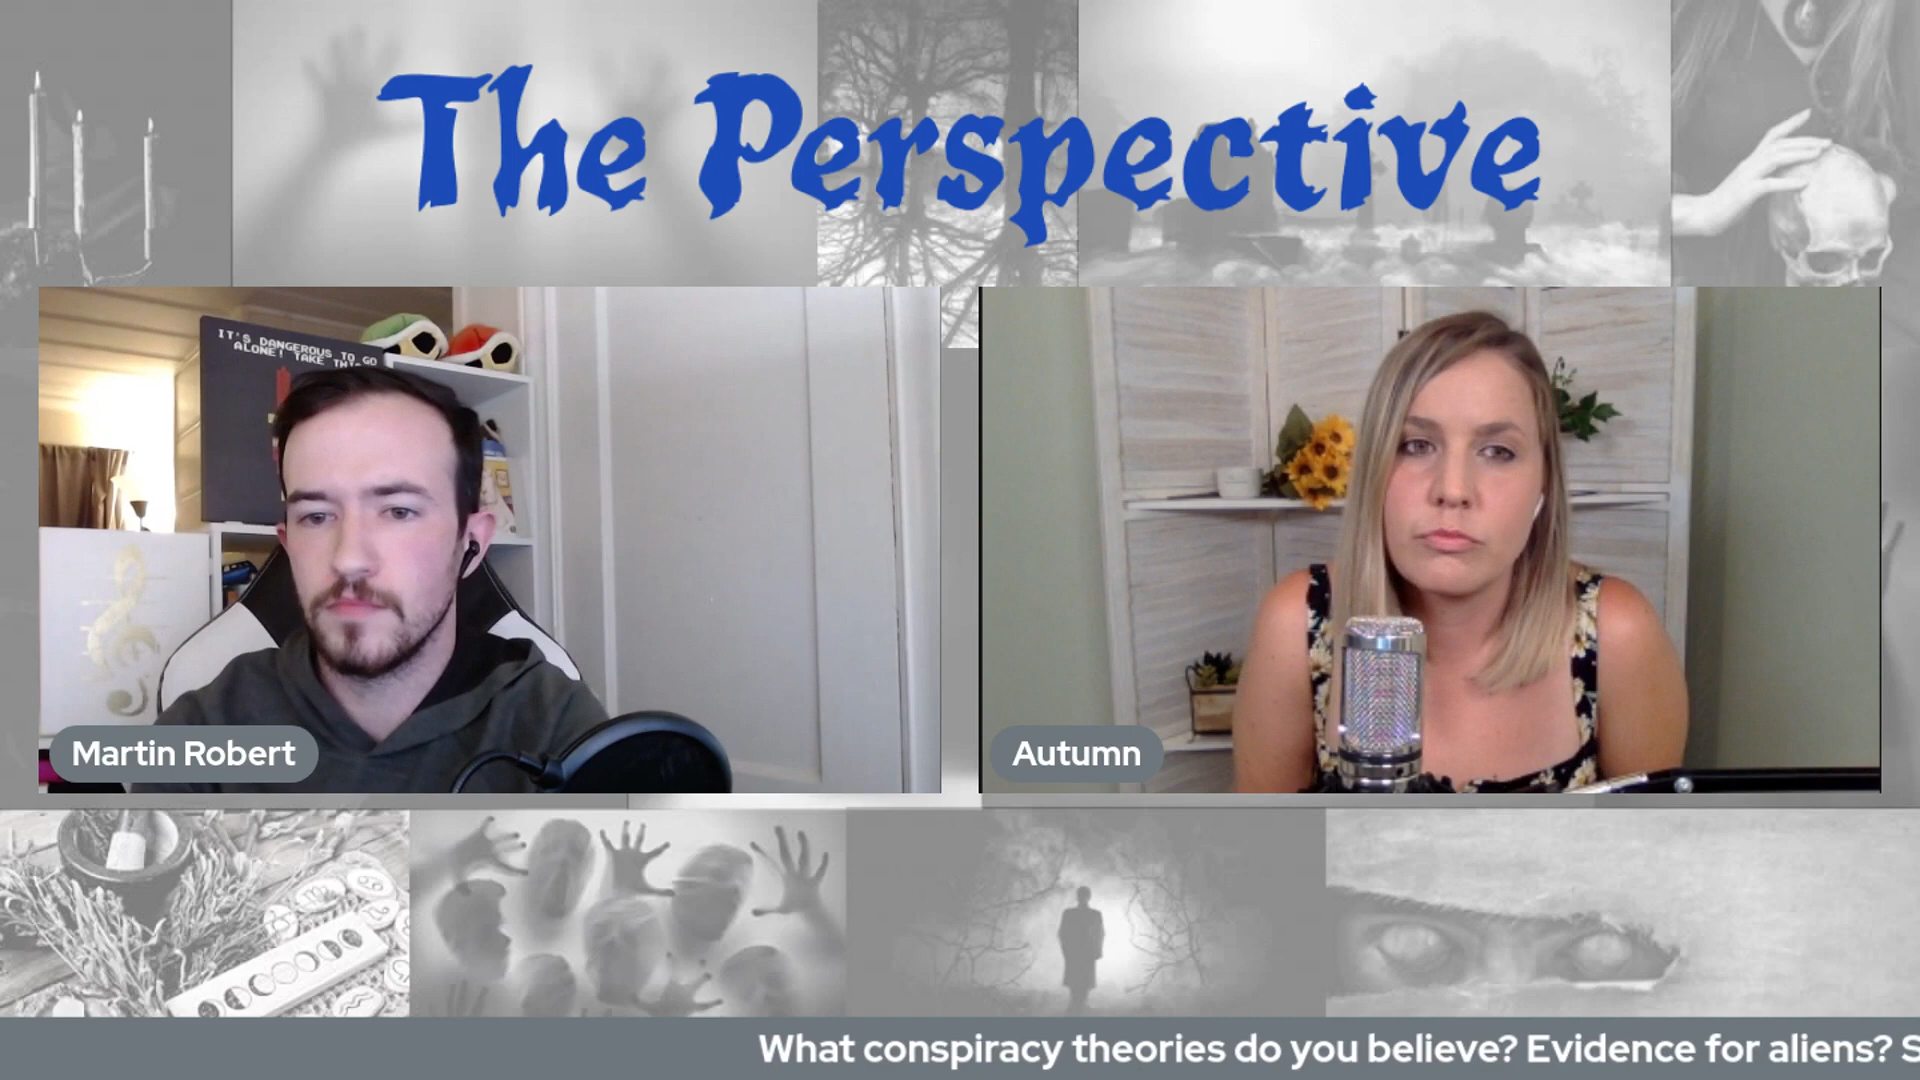 The Perspective
IT'S DANGEROUS TO GO
ALONE! TAKE THIS
Martin Robert
Autumn
What conspiracy theories do you believe? Evidence for aliens? S